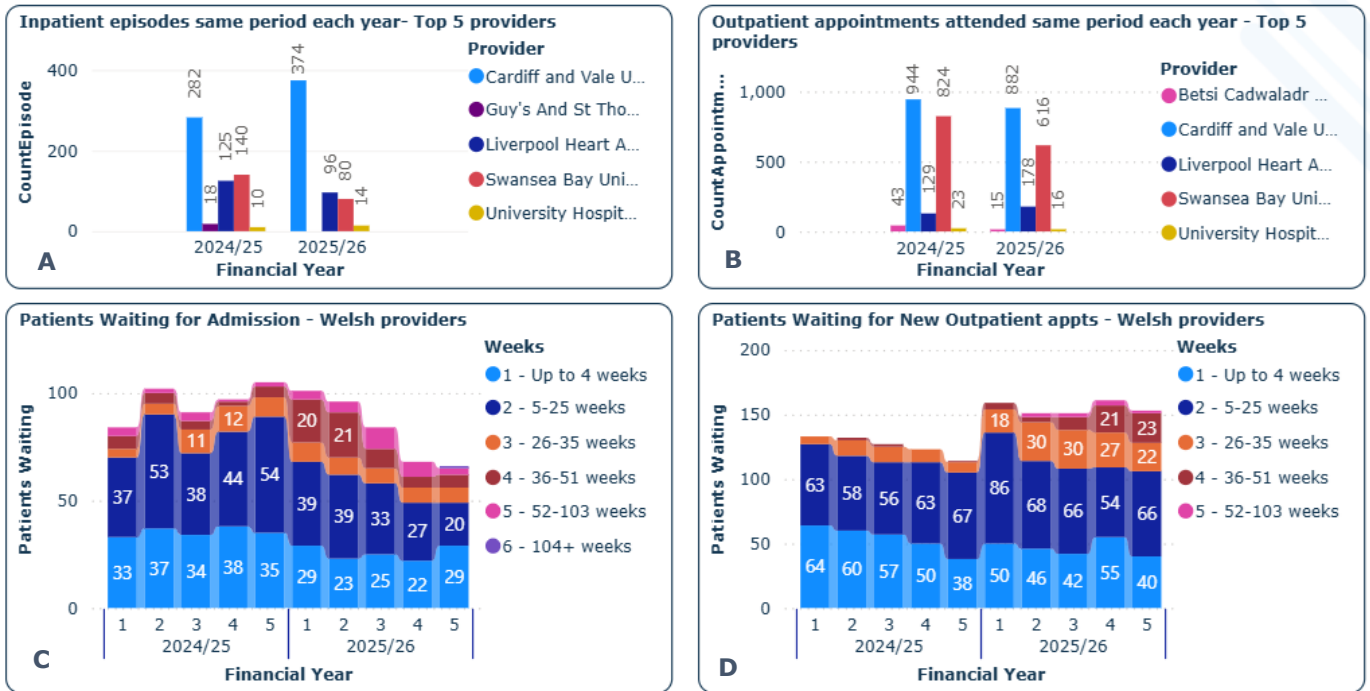 Inpatient episodes same period each year- Top 5 providers
CountEpisode
400
200
0
282
18
125
140
10
374
96
80
14
2024/25
2025/26
Financial Year
Provider
Cardiff and Vale U...
Guy's And St Tho...
Liverpool Heart A...
Swansea Bay Uni...
University Hospit...
A
Outpatient appointments attended same period each year - Top 5
providers
CountAppointm...
1,000
500
0
43
944
129
824
23
15
882
178
616
16
2024/25
2025/26
Financial Year
Provider
Betsi Cadwaladr ...
Cardiff and Vale U...
Liverpool Heart A...
Swansea Bay Uni...
University Hospit...
B
Patients Waiting for Admission - Welsh providers
Patients Waiting
100
50
0
11
12
20
21
37
53
38
44
54
39
39
33
27
20
33
37
34
38
35
29
23
25
22
29
1
2
3
4
5
1
2
3
4
5
2024/25
2025/26
Financial Year
Weeks
1 - Up to 4 weeks
2 - 5-25 weeks
3 - 26-35 weeks
4 - 36-51 weeks
5 - 52-103 weeks
6 - 104+ weeks
C
Patients Waiting for New Outpatient appts - Welsh providers
Patients Waiting
200
150
100
50
0
21
23
18
30
30
27
22
63
58
56
63
67
86
68
66
54
66
64
60
57
50
38
50
46
42
55
40
1
2
3
4
5
1
2
3
4
5
2024/25
2025/26
Financial Year
Weeks
1 - Up to 4 weeks
2 - 5-25 weeks
3 - 26-35 weeks
4 - 36-51 weeks
5 - 52-103 weeks
D